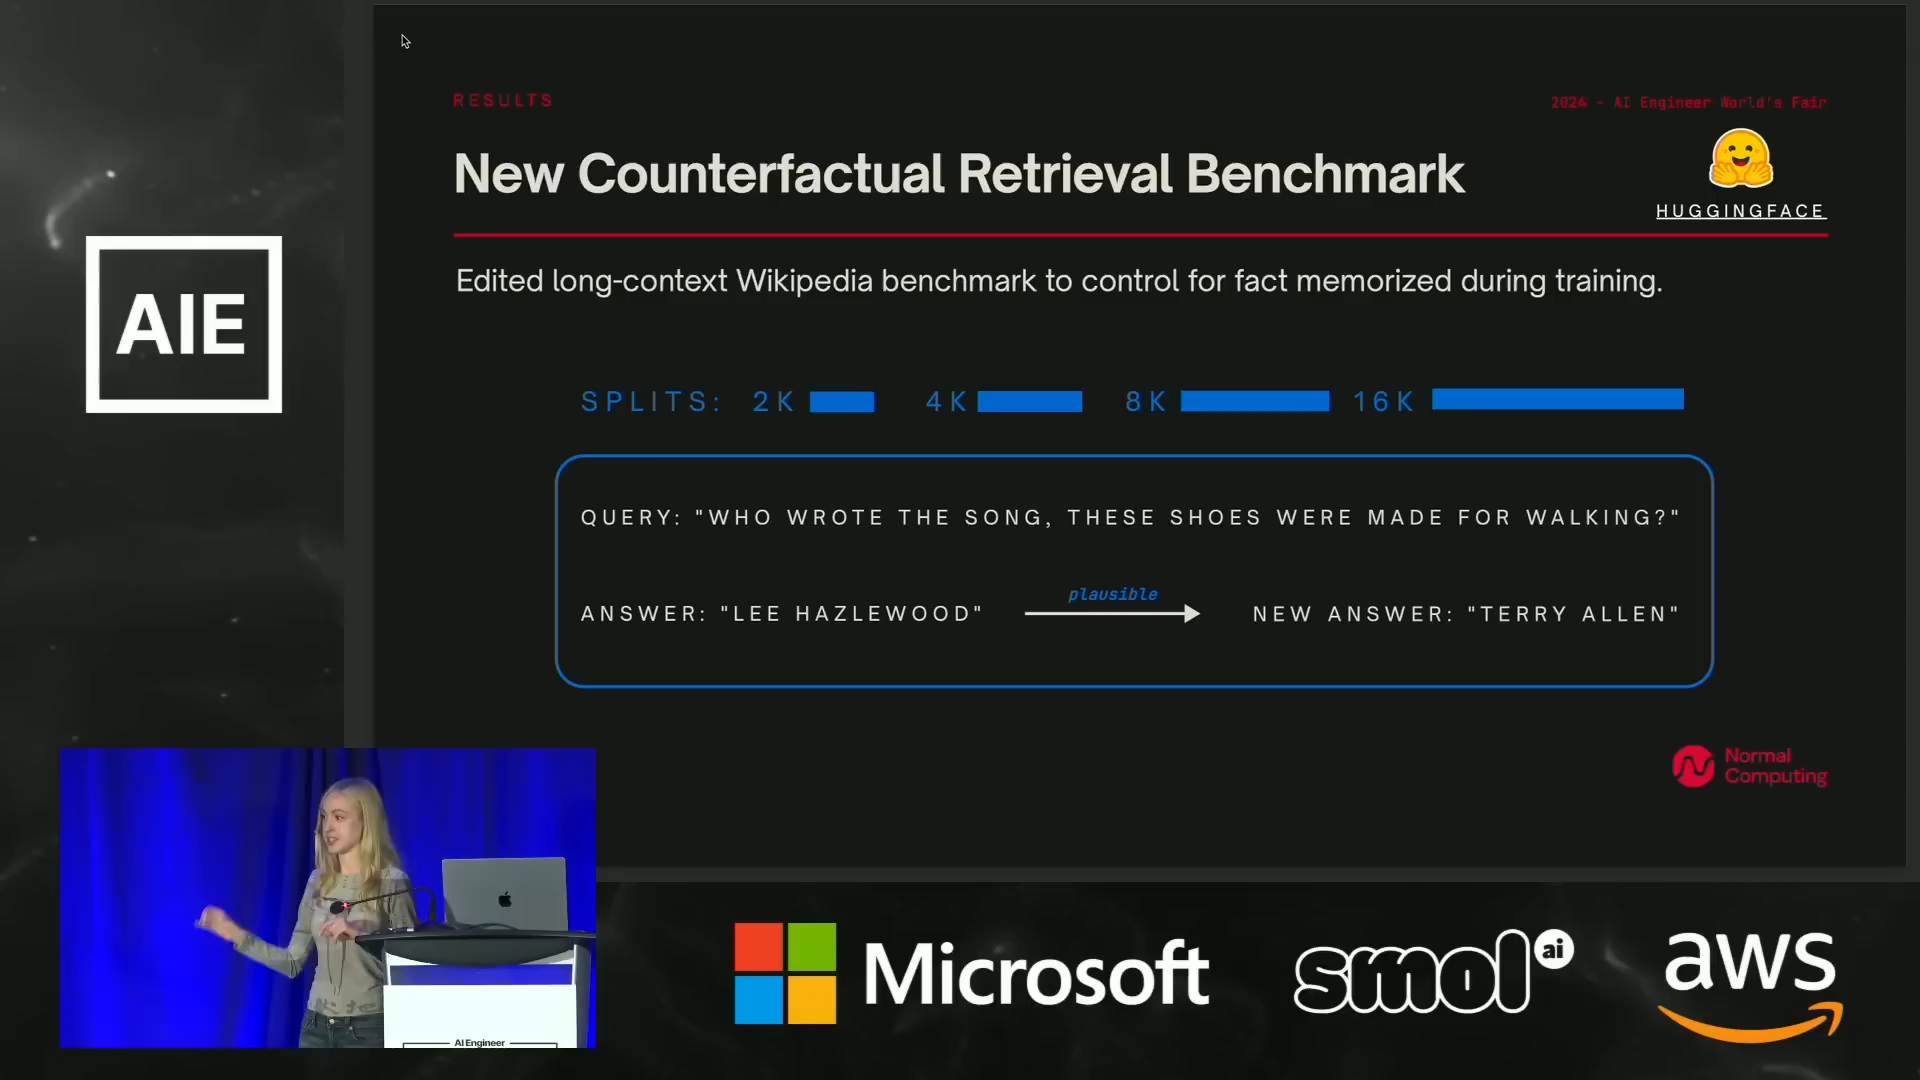 RESULTS
2024 - AI Engineer World's Fair
New Counterfactual Retrieval Benchmark
HUGGINGFACE
Edited long-context Wikipedia benchmark to control for fact memorized during training.
SPLITS: 2K 4K 8K 16K
QUERY: "WHO WROTE THE SONG, THESE SHOES WERE MADE FOR WALKING?"
plausible
ANSWER: "LEE HAZLEWOOD" NEW ANSWER: "TERRY ALLEN"
Normal
Computing
AIE
AI Engineer
Microsoft
smol ai
aws